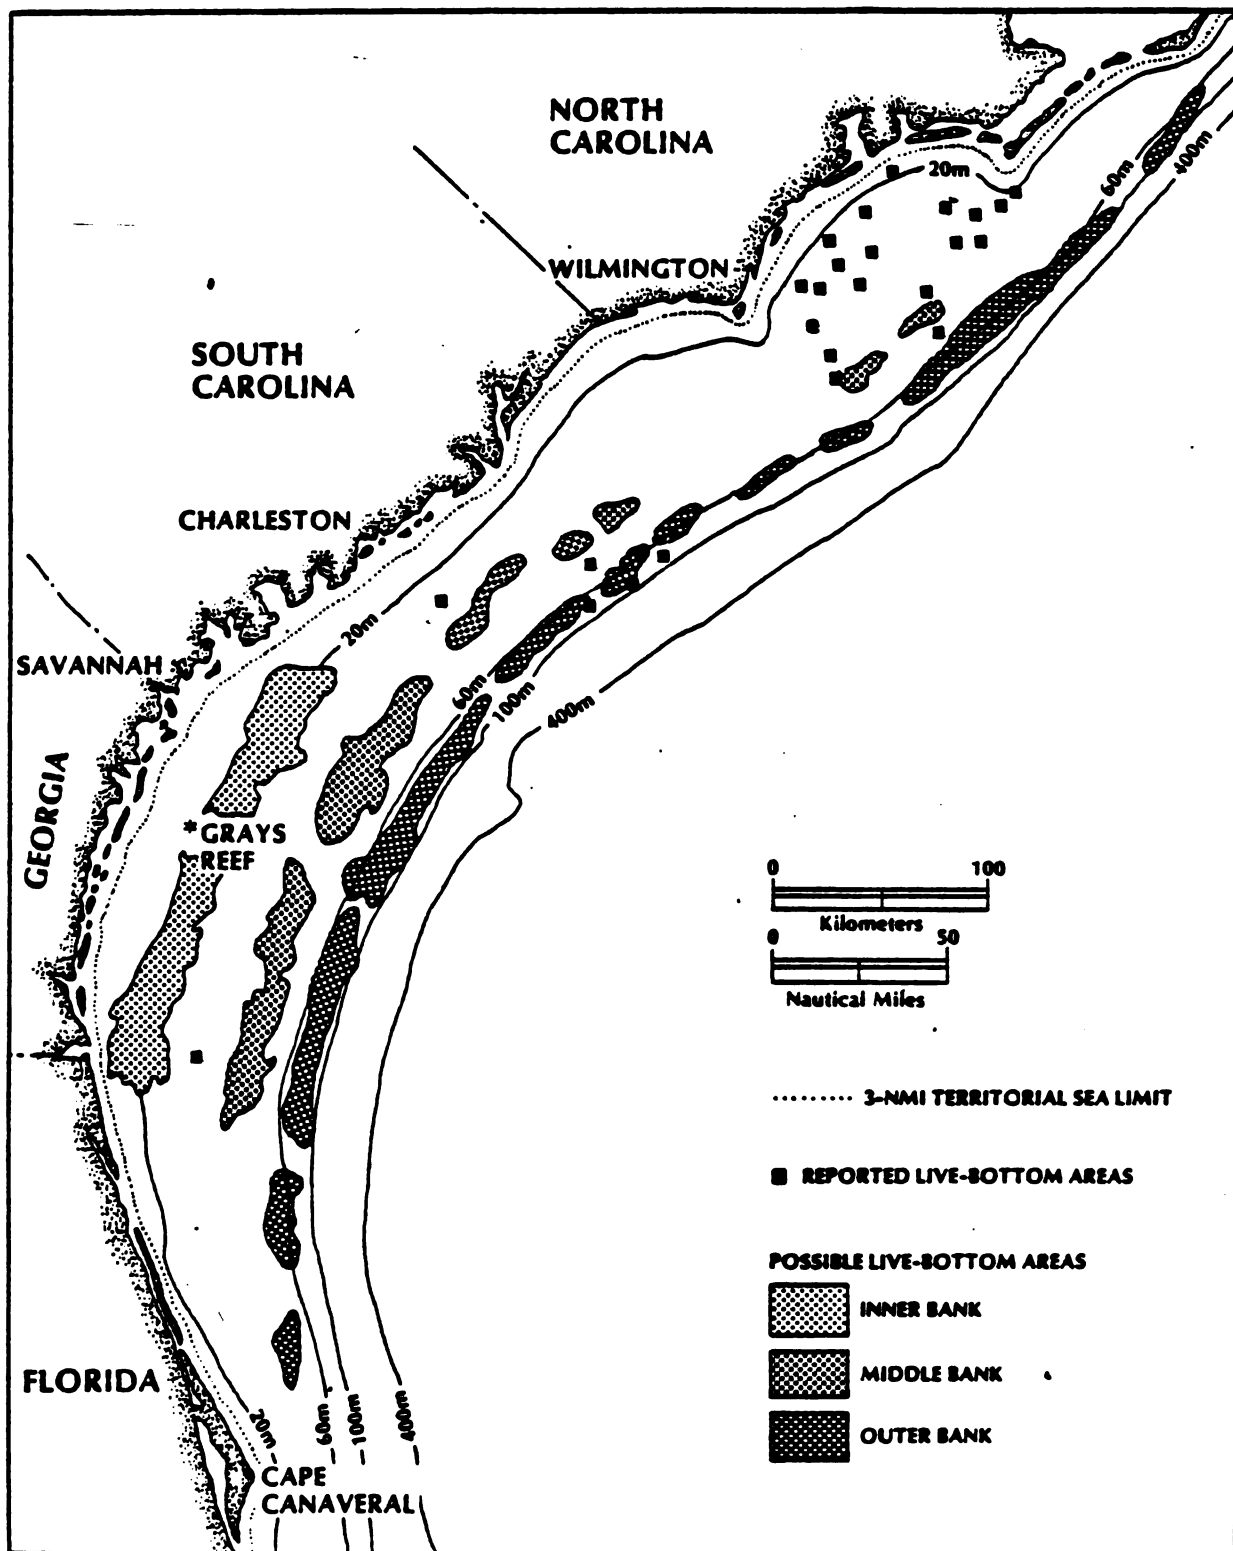 NORTH
CAROLINA
20m
60m
400m
WILMINGTON
SOUTH
CAROLINA
CHARLESTON
20m
SAVANNAH
60m
100m
400m
GEORGIA
*GRAYS
REEF
0 100
Kilometers
0 50
Nautical Miles
3-NMI TERRITORIAL SEA LIMIT
REPORTED LIVE-BOTTOM AREAS
POSSIBLE LIVE-BOTTOM AREAS
INNER BANK
MIDDLE BANK
OUTER BANK
FLORIDA
20m
60m
100m
400m
CAPE
CANAVERAL